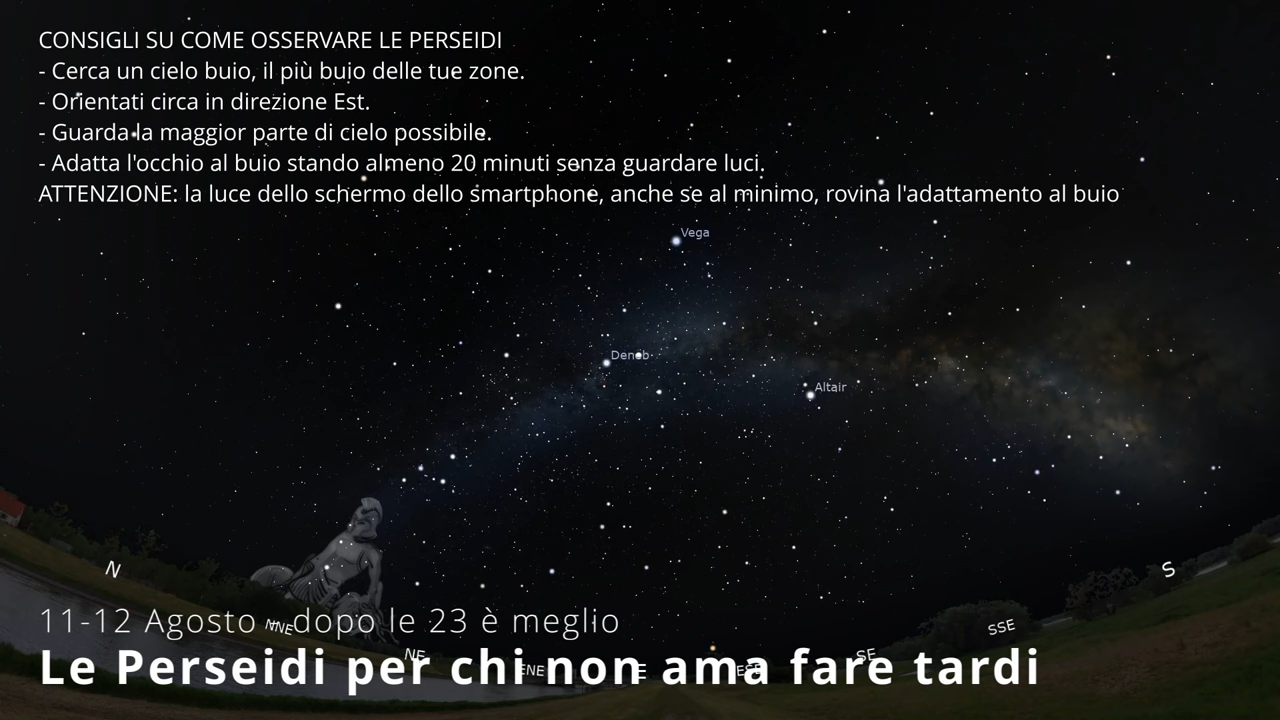 CONSIGLI SU COME OSSERVARE LE PERSEIDI
- Cerca un cielo buio, il più buio delle tue zone.
- Orientati circa in direzione Est.
- Guarda la maggior parte di cielo possibile.
- Adatta l'occhio al buio stando almeno 20 minuti senza guardare luci.
ATTENZIONE: la luce dello schermo dello smartphone, anche se al minimo, rovina l'adattamento al buio
Vega
Deneb
Altair
N
S
11-12 Agosto - dopo le 23 è meglio
NNE
SSE
NE
ENE
E
ESE
SE
Le Perseidi per chi non ama fare tardi